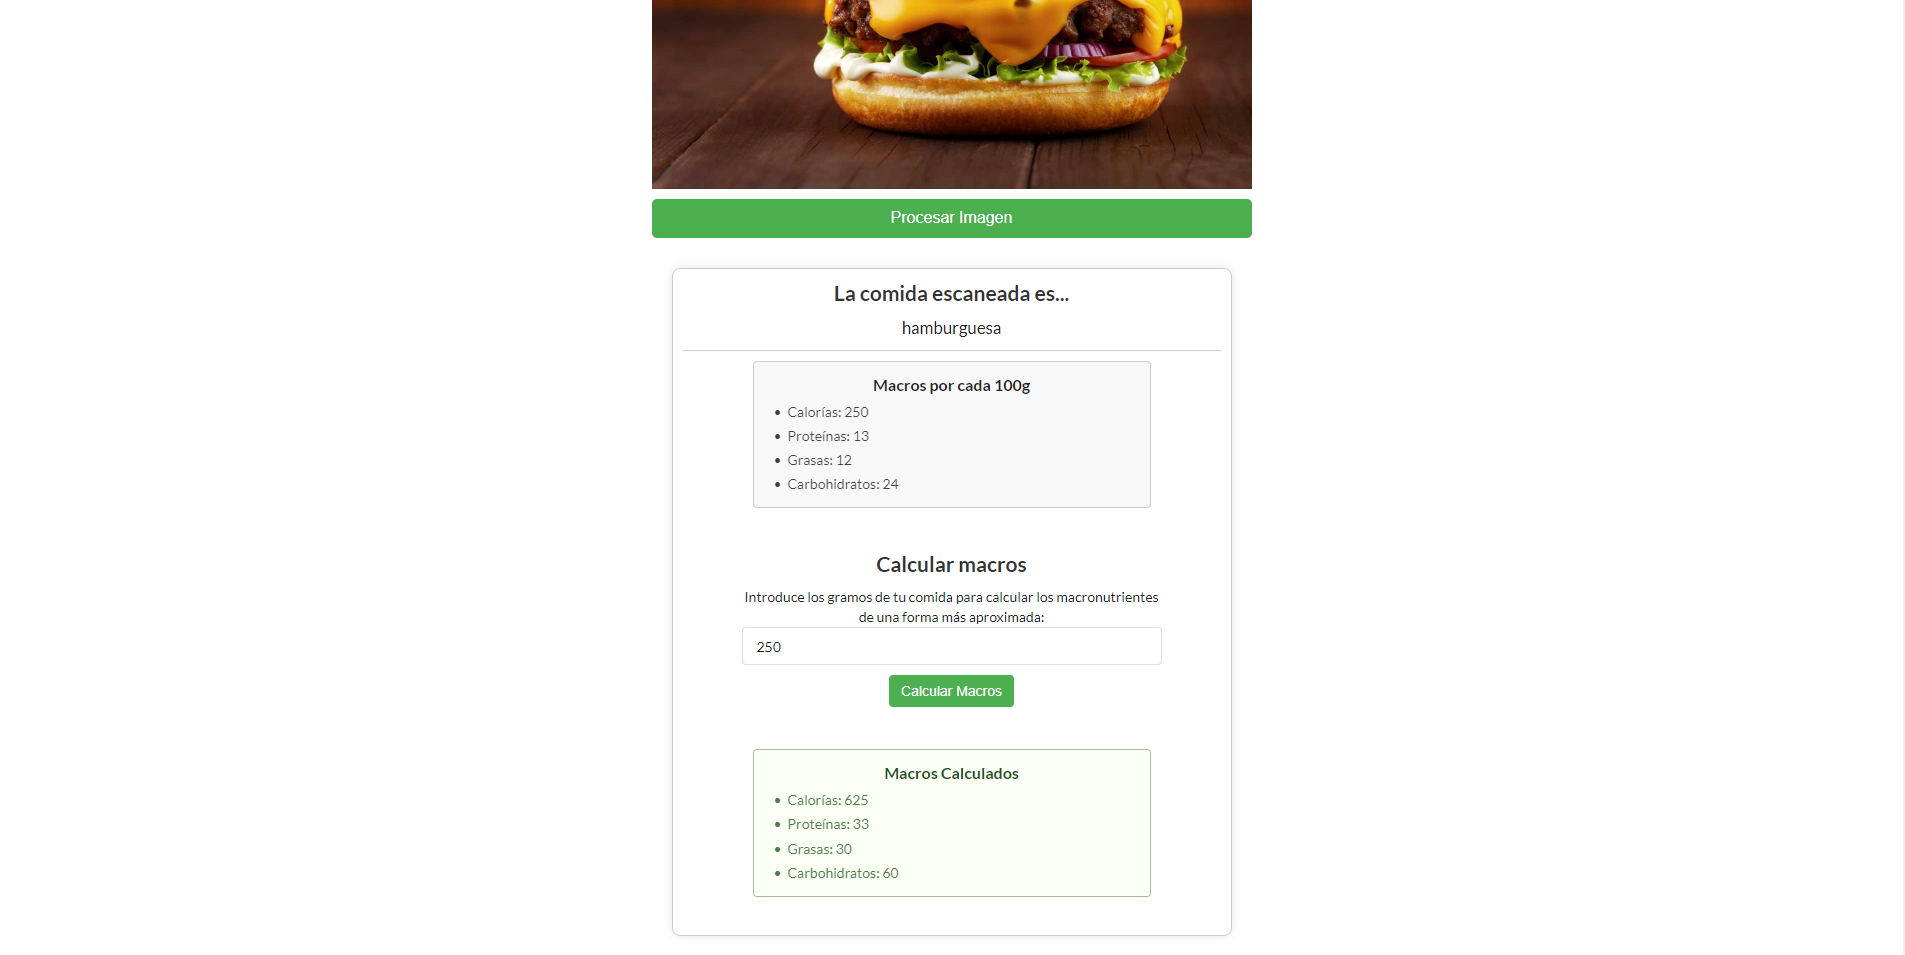 Procesar Imagen
La comida escaneada es...
hamburguesa
Macros por cada 100g
Calorías: 250
Proteínas: 13
Grasas: 12
Carbohidratos: 24
Calcular macros
Introduce los gramos de tu comida para calcular los macronutrientes
de una forma más aproximada:
250
Calcular Macros
Macros Calculados
Calorías: 625
Proteínas: 33
Grasas: 30
Carbohidratos: 60